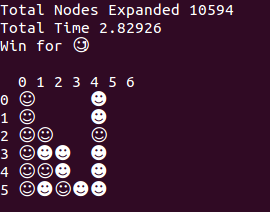 Total Nodes Expanded 10594
Total Time 2.82926
Win for ☺
0 1 2 3 4 5 6
0 ☺ ☻
1 ☺ ☻
2 ☺☺ ☺
3 ☺☻☻ ☻
4 ☺☺☻ ☻
5 ☺☻☺☻☻